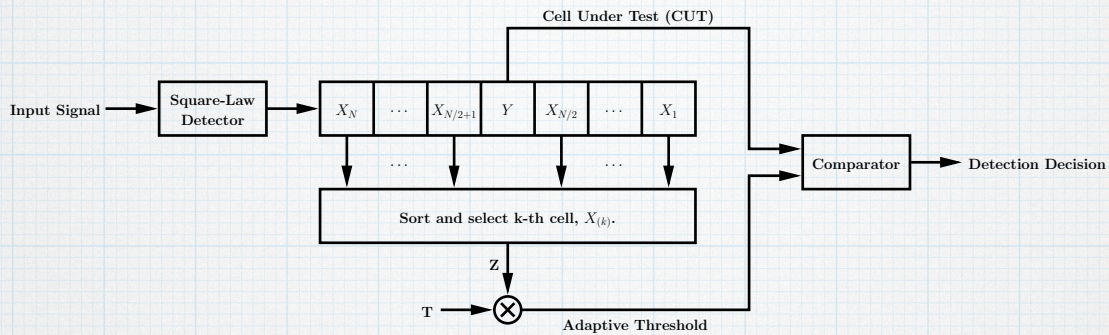 Cell Under Test (CUT)
Input Signal
Square-Law
Detector
$X_N$ ... $X_{N/2+1}$ $Y$ $X_{N/2}$ ... $X_1$
... ...
Comparator
Detection Decision
Sort and select k-th cell, $X_{(k)}$.
Z
T
Adaptive Threshold